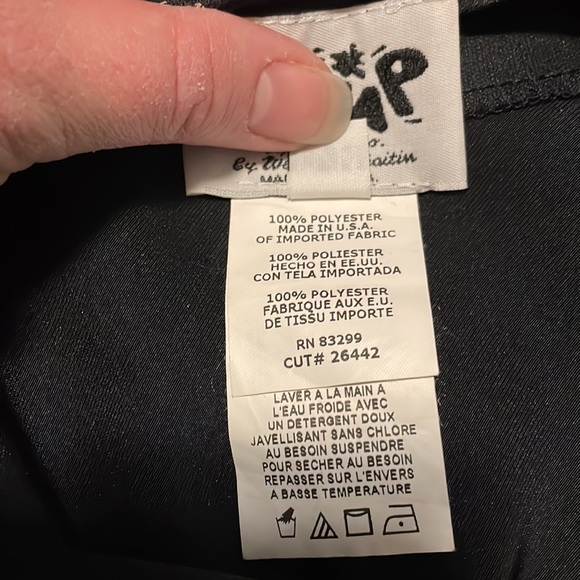 By
100% POLYESTER
MADE IN U.S.A.
OF IMPORTED FABRIC
100% POLIESTER
HECHO EN EE.UU.
CON TELA IMPORTADA
100% POLYESTER
FABRIQUE AUX E.U.
DE TISSU IMPORTE
RN 83299
CUT# 26442
LAVER A LA MAIN A
L'EAU FROIDE AVEC
UN DETERGENT DOUX
JAVELLISANT SANS CHLORE
AU BESOIN SUSPENDRE
POUR SECHER AU BESOIN
REPASSER SUR L'ENVERS
A BASSE TEMPERATURE